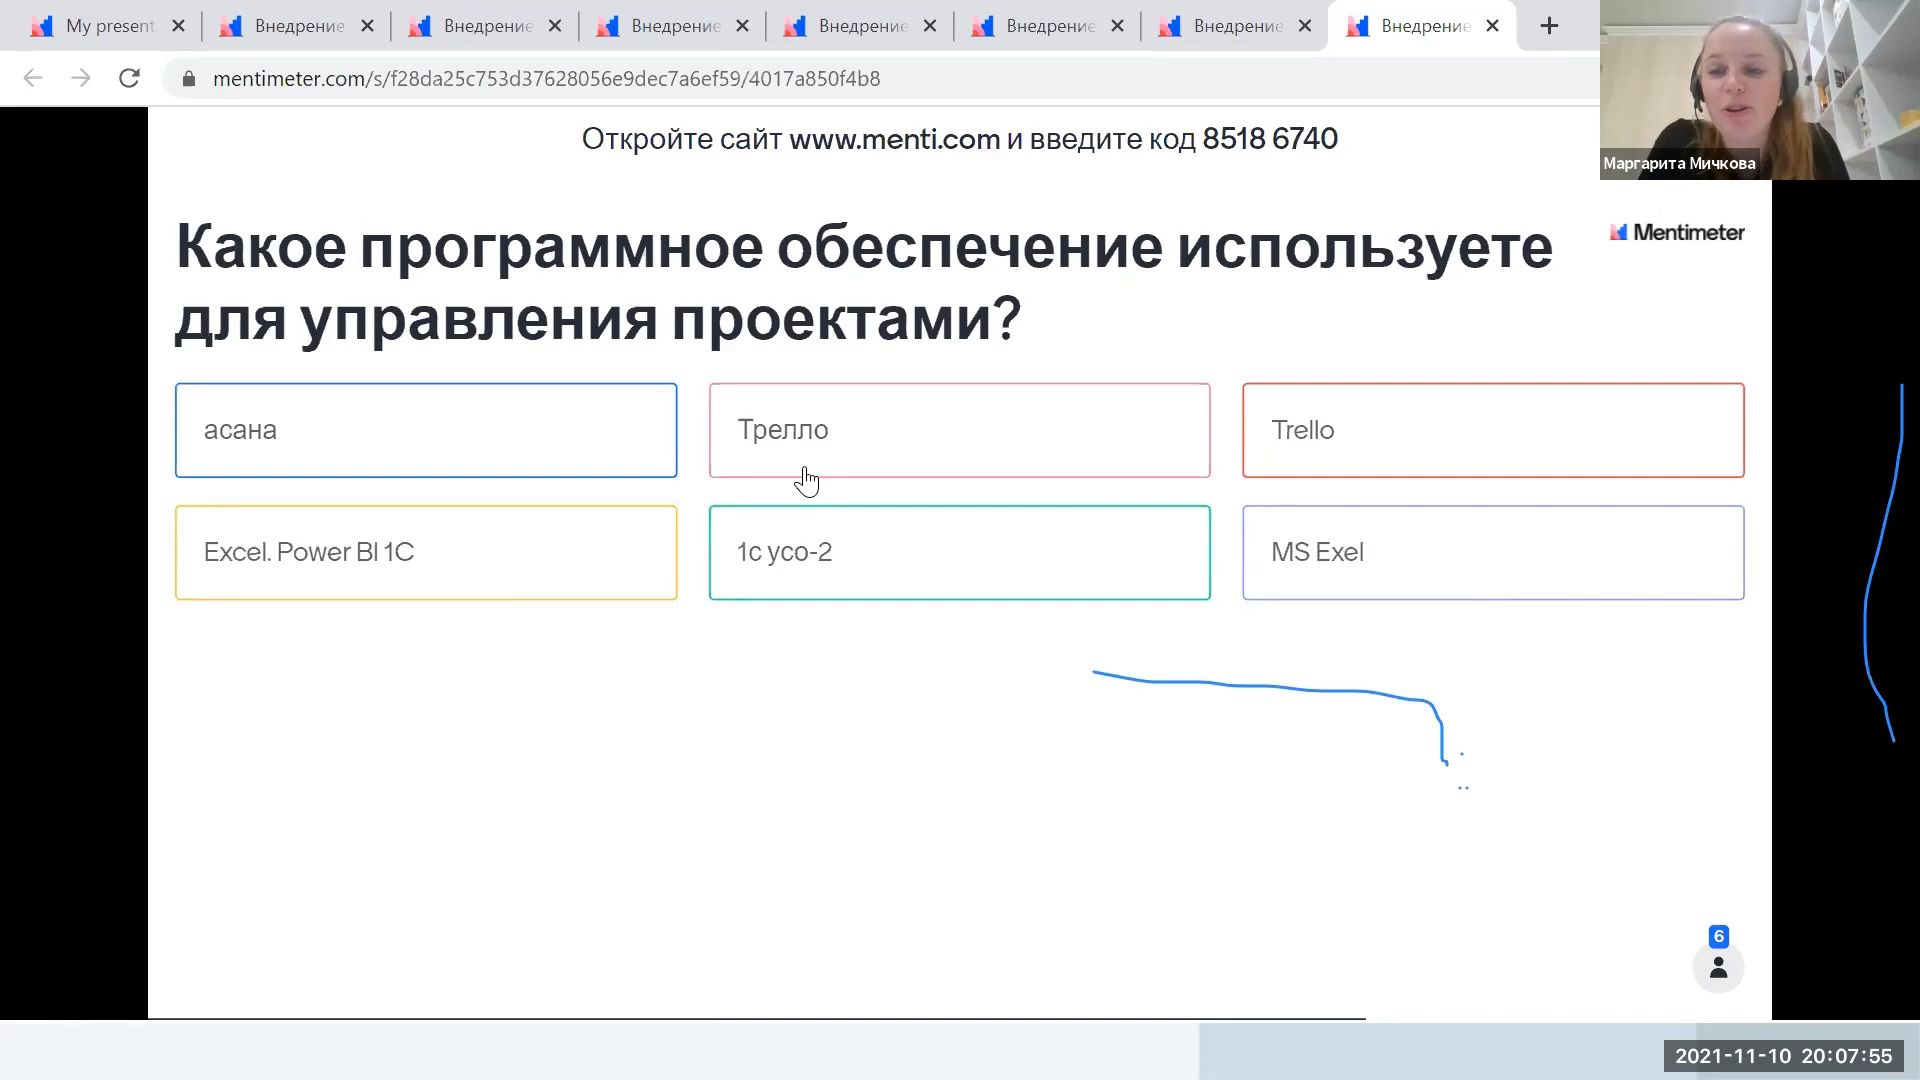 My present
Внедрение
Внедрение
Внедрение
Внедрение
Внедрение
Внедрение
Внедрение
mentimeter.com/s/f28da25c753d37628056e9dec7a6ef59/4017a850f4b8
Маргарита Мичкова
Откройте сайт www.menti.com и введите код 8518 6740
Mentimeter
Какое программное обеспечение используете
для управления проектами?
асана
Трелло
Trello
Excel. Power BI 1C
1с усо-2
MS Exel
6
2021-11-10 20:07:55